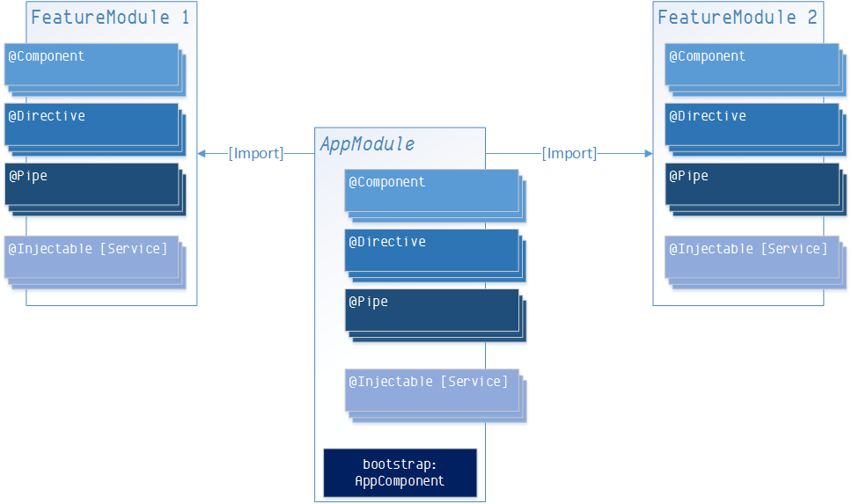 FeatureModule 1
@Component
@Directive
@Pipe
@Injectable [Service]
[Import]
AppModule
@Component
@Directive
@Pipe
@Injectable [Service]
bootstrap:
AppComponent
[Import]
FeatureModule 2
@Component
@Directive
@Pipe
@Injectable [Service]